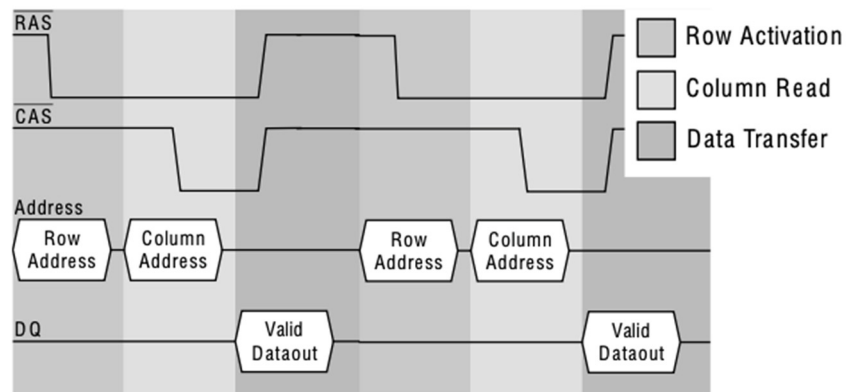 RAS
Row Activation
Column Read
CAS
Data Transfer
Address
Row
Address
Column
Address
Row
Address
Column
Address
DQ
Valid
Dataout
Valid
Dataout